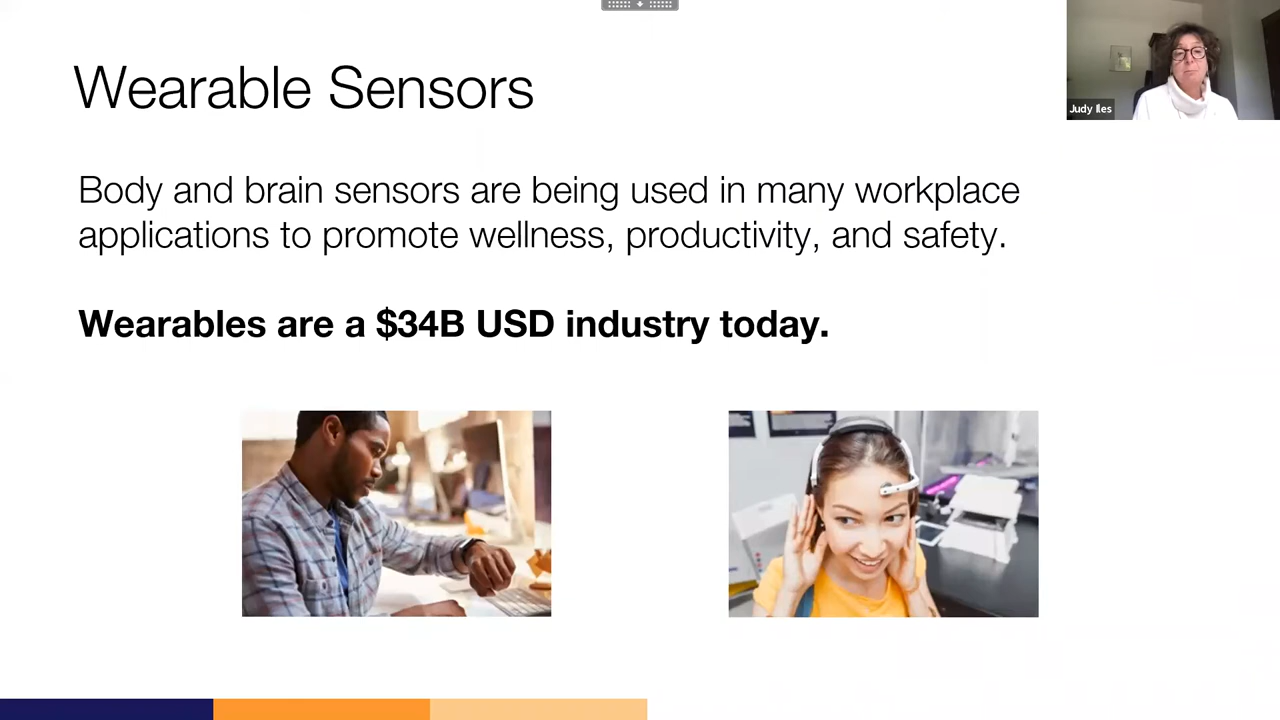 Wearable Sensors
Judy Illes
Body and brain sensors are being used in many workplace
applications to promote wellness, productivity, and safety.
Wearables are a $34B USD industry today.